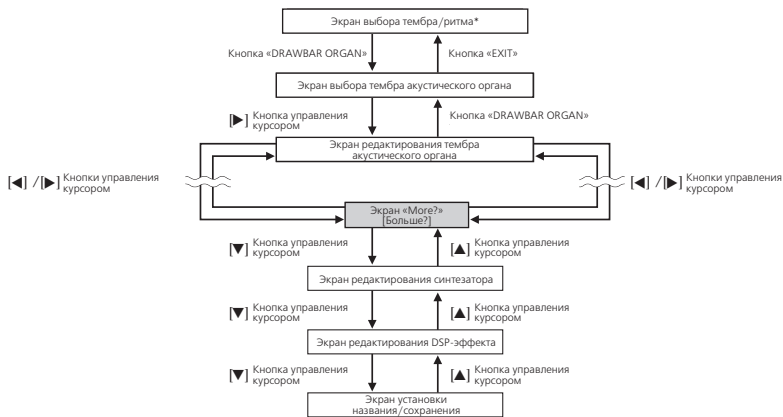 Экран выбора тембра/ритма*
Кнопка «DRAWBAR ORGAN»
Кнопка «EXIT»
Экран выбора тембра акустического органа
[▶] Кнопка управления
курсором
Кнопка «DRAWBAR ORGAN»
Экран редактирования тембра
акустического органа
[◀] / [▶] Кнопки управления
курсором
[◀] / [▶] Кнопки управления
курсором
Экран «More?»
[Больше?]
[▼] Кнопка управления
курсором
[▲] Кнопка управления
курсором
Экран редактирования синтезатора
[▼] Кнопка управления
курсором
[▲] Кнопка управления
курсором
Экран редактирования DSP-эффекта
[▼] Кнопка управления
курсором
[▲] Кнопка управления
курсором
Экран установки
названия/сохранения